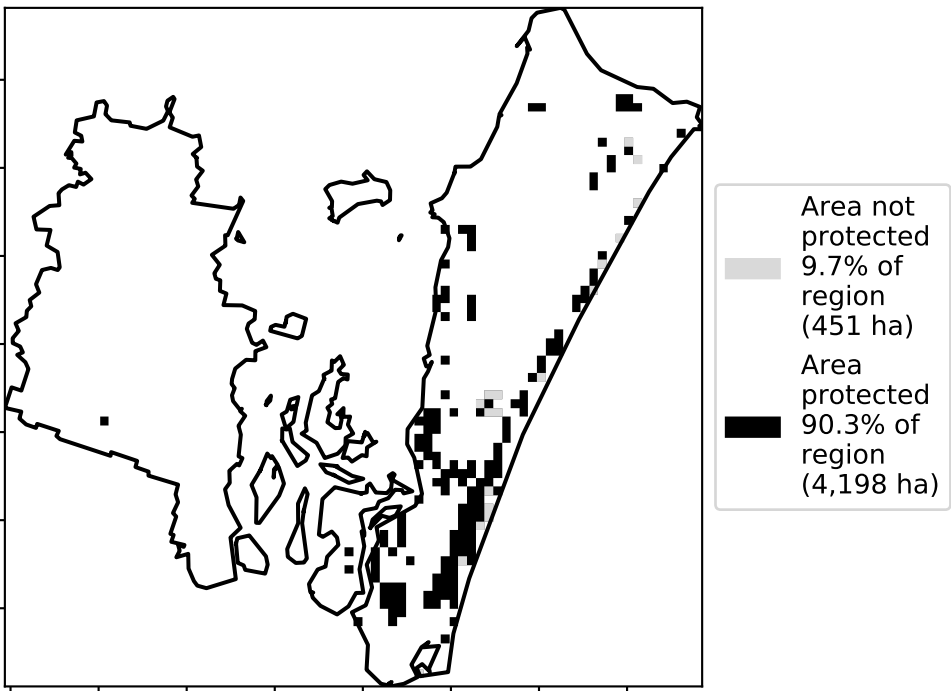 Area not
protected
9.7% of
region
(451 ha)
Area
protected
90.3% of
region
(4,198 ha)